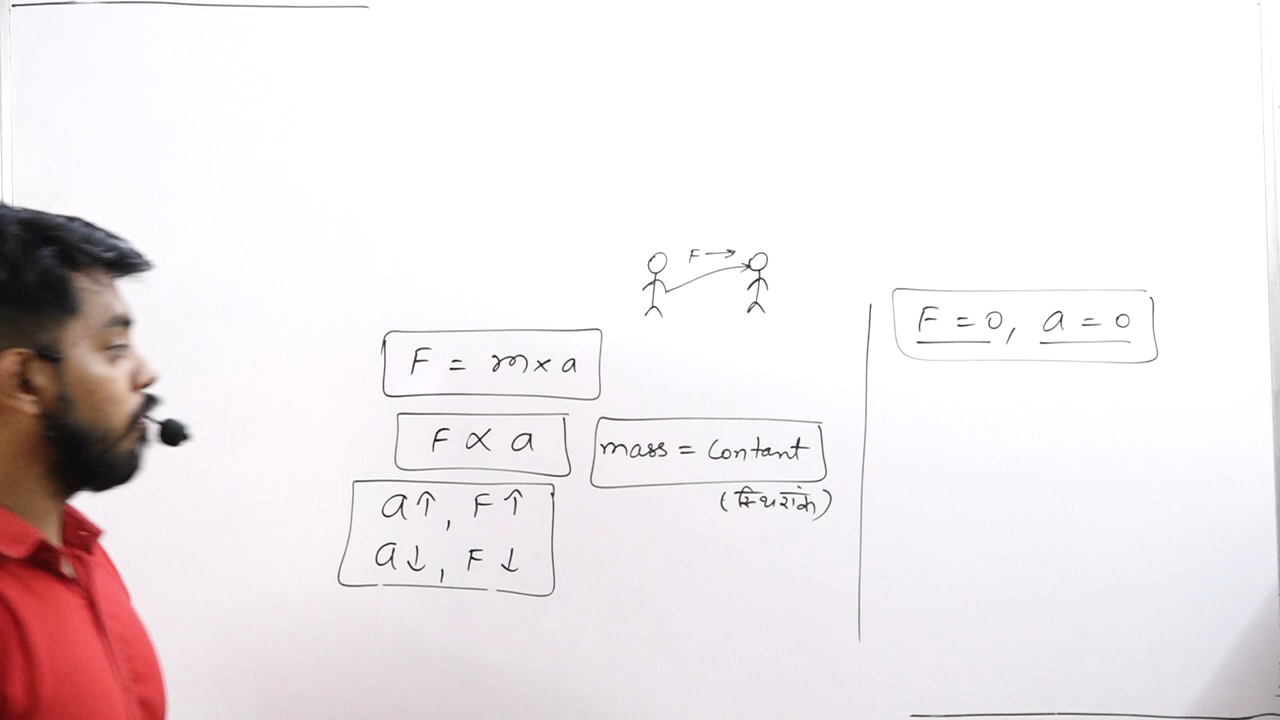 F →
F = m × a
F ∝ a
mass = contant
(स्थिरांक)
a↑, F↑
a↓, F↓
F = 0, a = 0